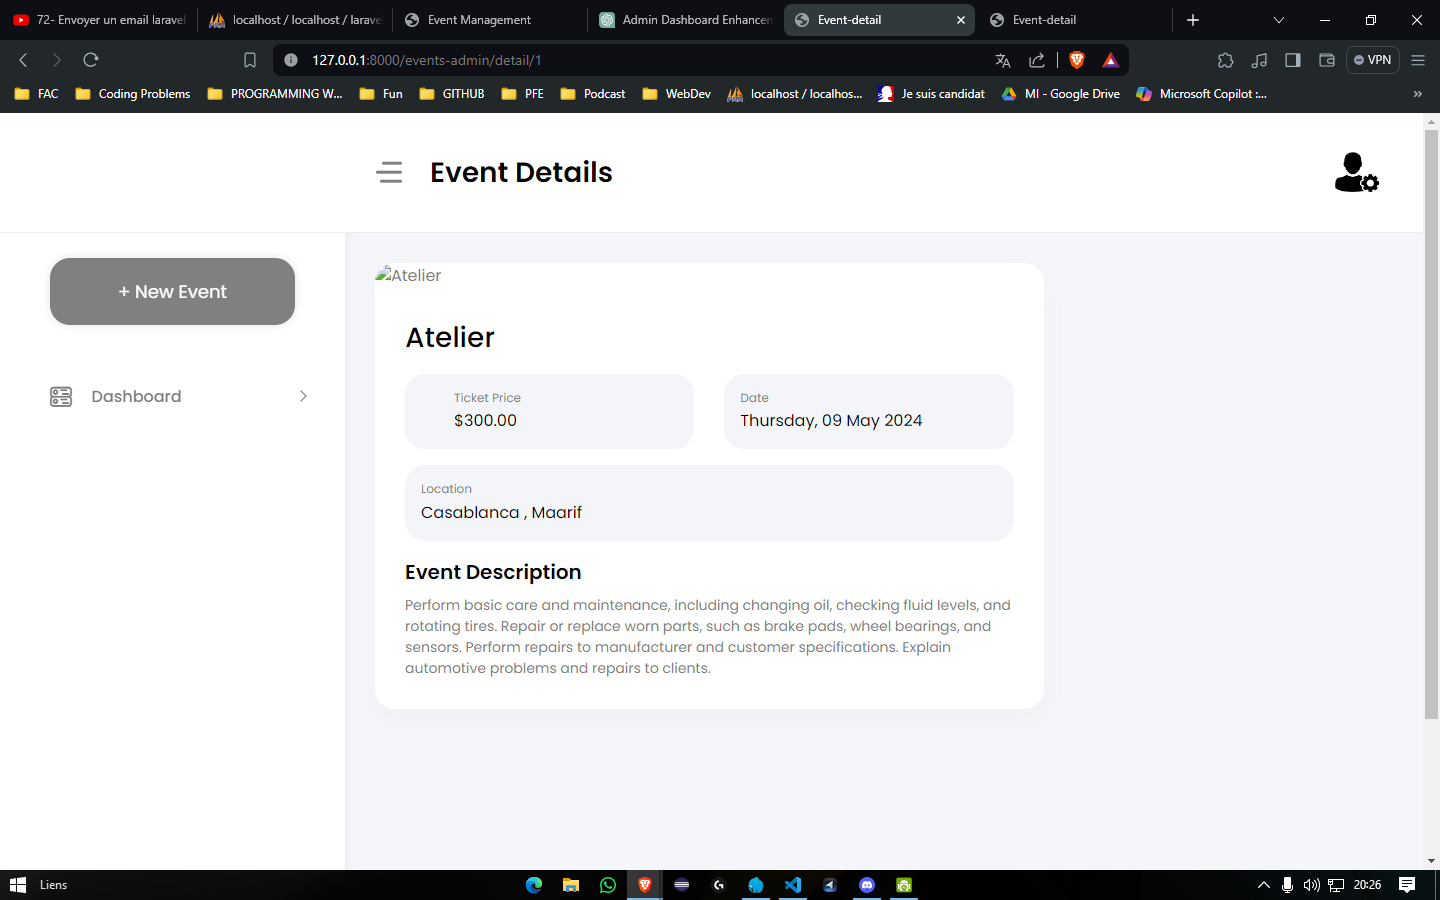 72- Envoyer un email larave
localhost / localhost / larav
Event Management
Admin Dashboard Enhancem
Event-detail
Event-detail
127.0.0.1:8000/events-admin/detail/1
VPN
FAC
Coding Problems
PROGRAMMING W...
Fun
GITHUB
PFE
Podcast
WebDev
localhost / localhos...
Je suis candidat
MI - Google Drive
Microsoft Copilot :...
»
Event Details
+ New Event
Dashboard
Atelier
Atelier
Ticket Price
$300.00
Date
Thursday, 09 May 2024
Location
Casablanca , Maarif
Event Description
Perform basic care and maintenance, including changing oil, checking fluid levels, and
rotating tires. Repair or replace worn parts, such as brake pads, wheel bearings, and
sensors. Perform repairs to manufacturer and customer specifications. Explain
automotive problems and repairs to clients.
Liens
20:26